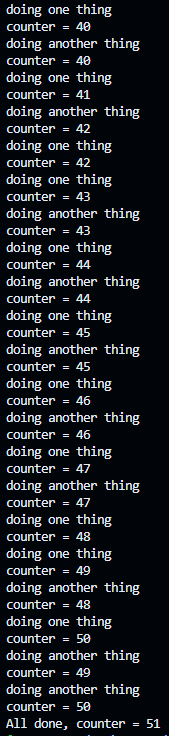 doing one thing
counter = 40
doing another thing
counter = 40
doing one thing
counter = 41
doing another thing
counter = 42
doing one thing
counter = 42
doing one thing
counter = 43
doing another thing
counter = 43
doing one thing
counter = 44
doing another thing
counter = 44
doing one thing
counter = 45
doing another thing
counter = 45
doing one thing
counter = 46
doing another thing
counter = 46
doing one thing
counter = 47
doing another thing
counter = 47
doing one thing
counter = 48
doing one thing
counter = 49
doing another thing
counter = 48
doing one thing
counter = 50
doing another thing
counter = 49
doing another thing
counter = 50
All done, counter = 51